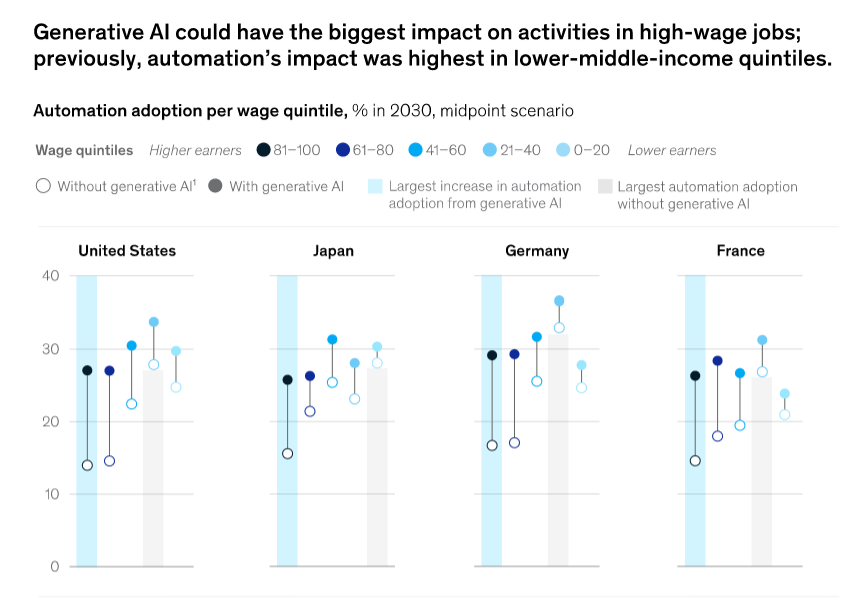 Generative AI could have the biggest impact on activities in high-wage jobs;
previously, automation’s impact was highest in lower-middle-income quintiles.
Automation adoption per wage quintile, % in 2030, midpoint scenario
Wage quintiles Higher earners 81–100 61–80 41–60 21–40 0–20 Lower earners
Without generative AI¹ With generative AI Largest increase in automation Largest automation adoption
adoption from generative AI without generative AI
United States Japan Germany France
40
30
20
10
0